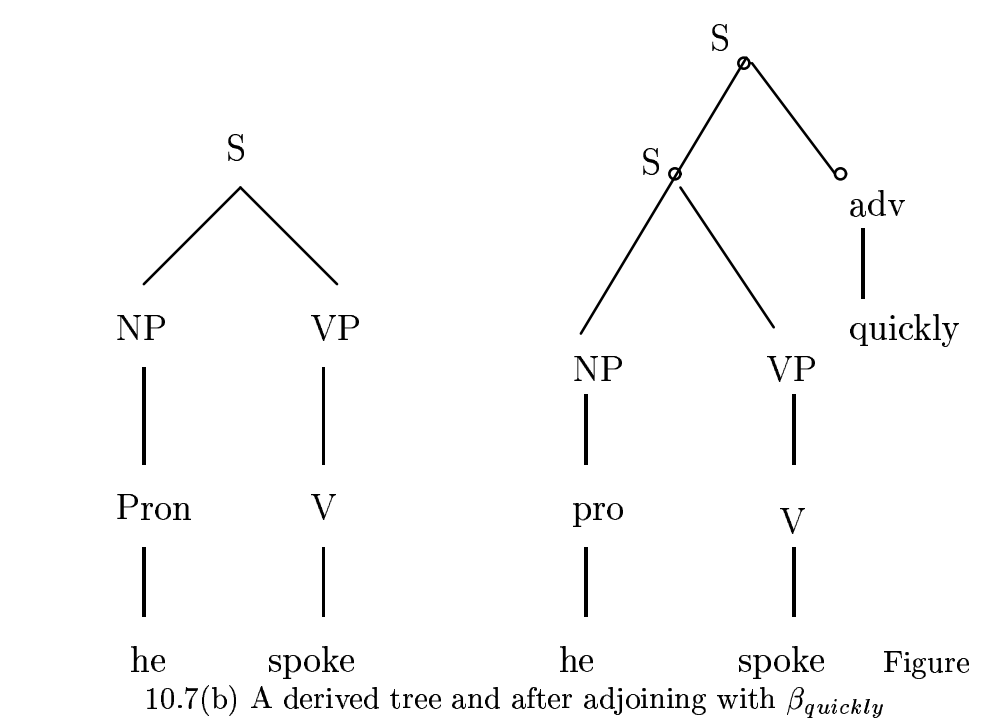 S
S
S
adv
NP VP quickly
NP VP
Pron V pro V
he spoke he spoke Figure
10.7(b) A derived tree and after adjoining with βquickly